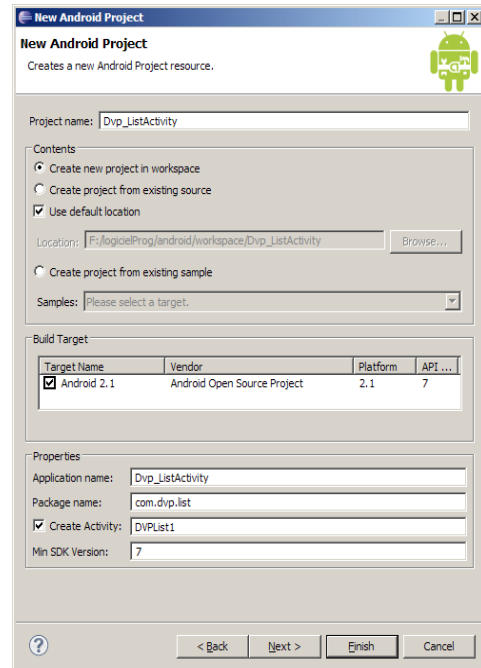 New Android Project
New Android Project
Creates a new Android Project resource.
Project name: Dvp_ListActivity
Contents
Create new project in workspace
Create project from existing source
Use default location
Location: F:/logicielProg/android/workspace/Dvp_ListActivity Browse...
Create project from existing sample
Samples: Please select a target.
Build Target
Target Name Vendor Platform API ...
Android 2.1 Android Open Source Project 2.1 7
Properties
Application name: Dvp_ListActivity
Package name: com.dvp.list
Create Activity: DVPList1
Min SDK Version: 7
? < Back Next > Finish Cancel